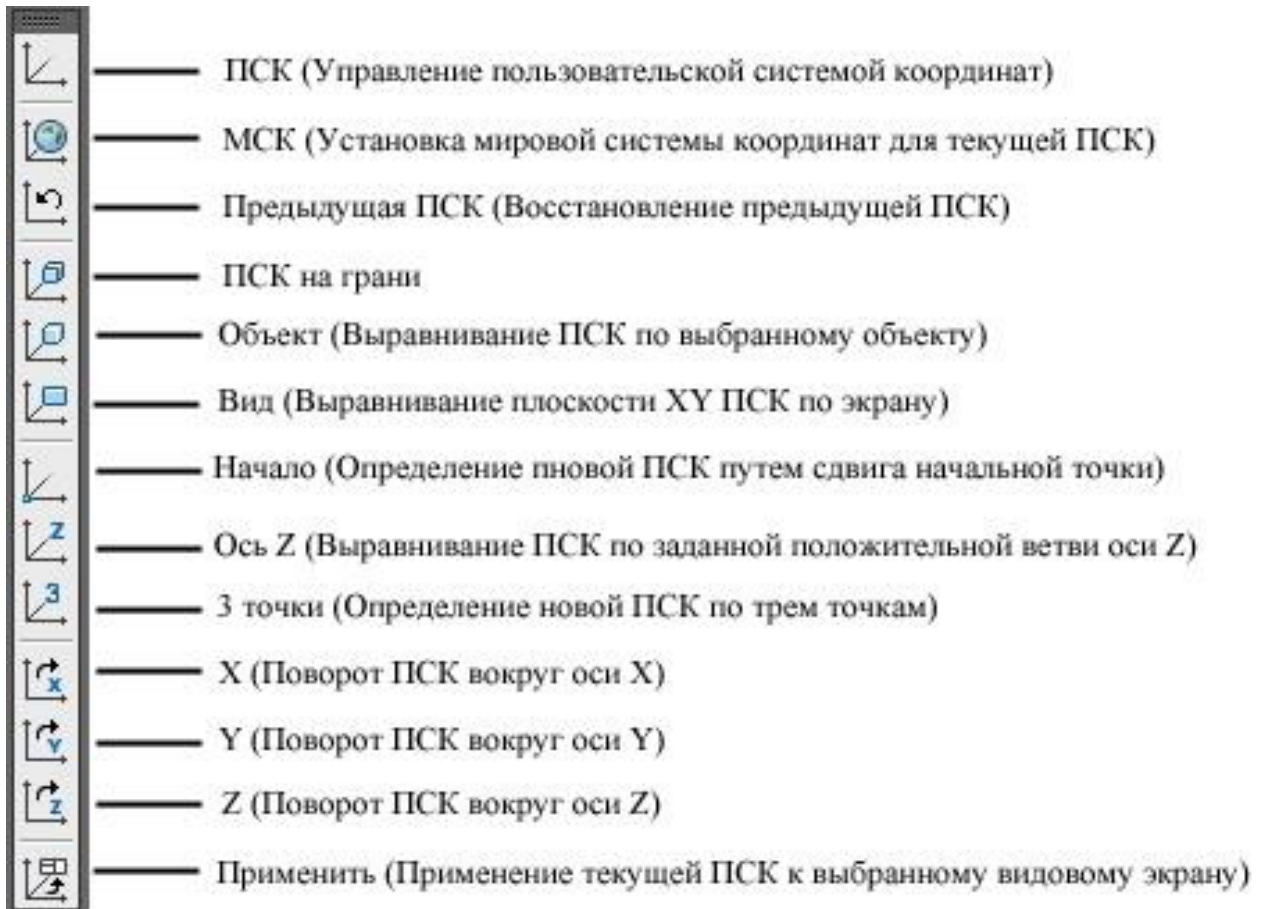 ПСК (Управление пользовательской системой координат)
МСК (Установка мировой системы координат для текущей ПСК)
Предыдущая ПСК (Восстановление предыдущей ПСК)
ПСК на грани
Объект (Выравнивание ПСК по выбранному объекту)
Вид (Выравнивание плоскости XY ПСК по экрану)
Начало (Определение пновой ПСК путем сдвига начальной точки)
Z Ось Z (Выравнивание ПСК по заданной положительной ветви оси Z)
3 3 точки (Определение новой ПСК по трем точкам)
X X (Поворот ПСК вокруг оси X)
Y Y (Поворот ПСК вокруг оси Y)
Z Z (Поворот ПСК вокруг оси Z)
Применить (Применение текущей ПСК к выбранному видовому экрану)